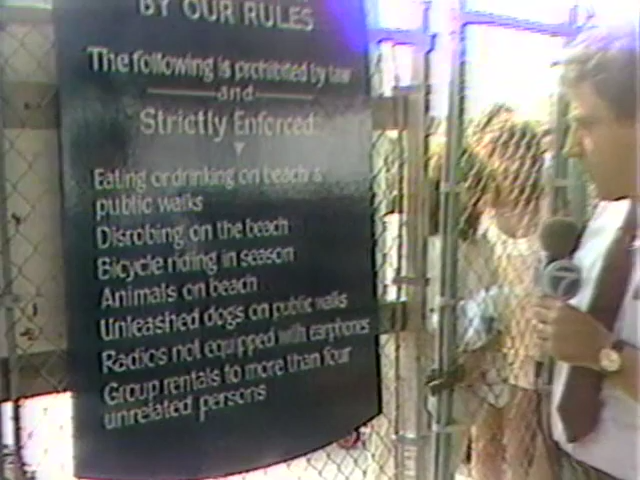 BY OUR RULES
The following is prohibited by law
and
Strictly Enforced
Eating or drinking on beach &
public walks
Disrobing on the beach
Bicycle riding in season
Animals on beach
Unleashed dogs on public walks
Radios not equipped with earphones
Group rentals to more than four
unrelated persons
7